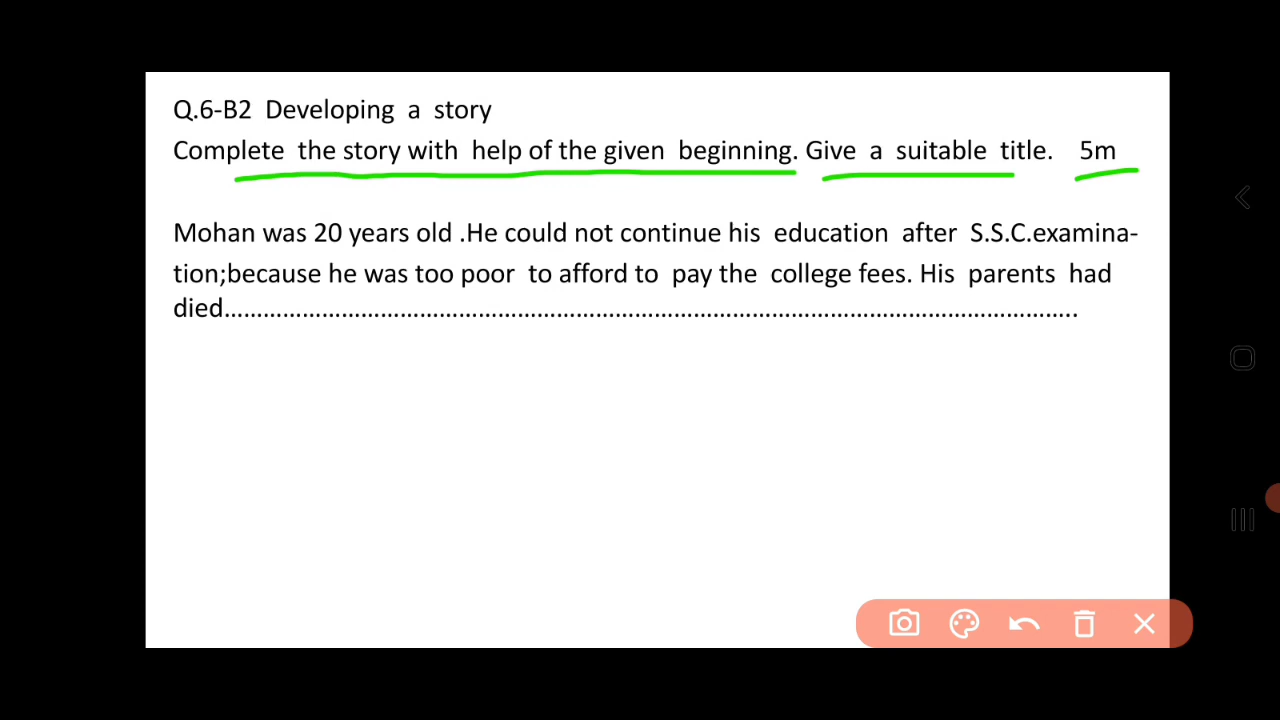 Q.6-B2 Developing a story
Complete the story with help of the given beginning. Give a suitable title. 5m
Mohan was 20 years old .He could not continue his education after S.S.C.examina-
tion;because he was too poor to afford to pay the college fees. His parents had
died...............................................................................................................................